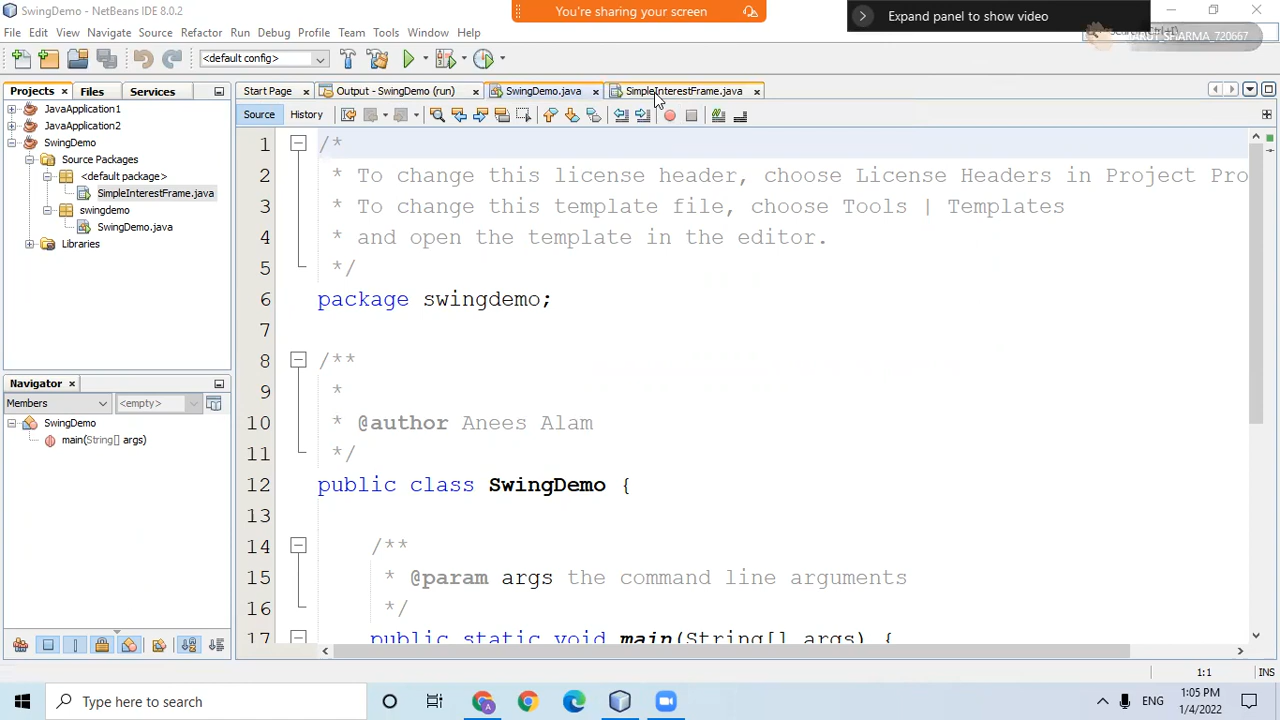 SwingDemo - NetBeans IDE 8.0.2
You're sharing your screen
Expand panel to show video
File Edit View Navigate Source Refactor Run Debug Profile Team Tools Window Help
<default config>
Projects Files Services
Start Page Output - SwingDemo (run) SwingDemo.java SimpleInterestFrame.java
Source History
JavaApplication1
JavaApplication2
SwingDemo
Source Packages
<default package>
SimpleInterestFrame.java
swingdemo
SwingDemo.java
Libraries
Navigator
Members <empty>
SwingDemo
main(String[] args)
1 /*
2 * To change this license header, choose License Headers in Project Pro
3 * To change this template file, choose Tools | Templates
4 * and open the template in the editor.
5 */
6 package swingdemo;
7
8 /**
9 *
10 * @author Anees Alam
11 */
12 public class SwingDemo {
13
14 /**
15 * @param args the command line arguments
16 */
17 public static void main(String[] args) {
1:1 INS
Type here to search
ENG
1:05 PM
1/4/2022